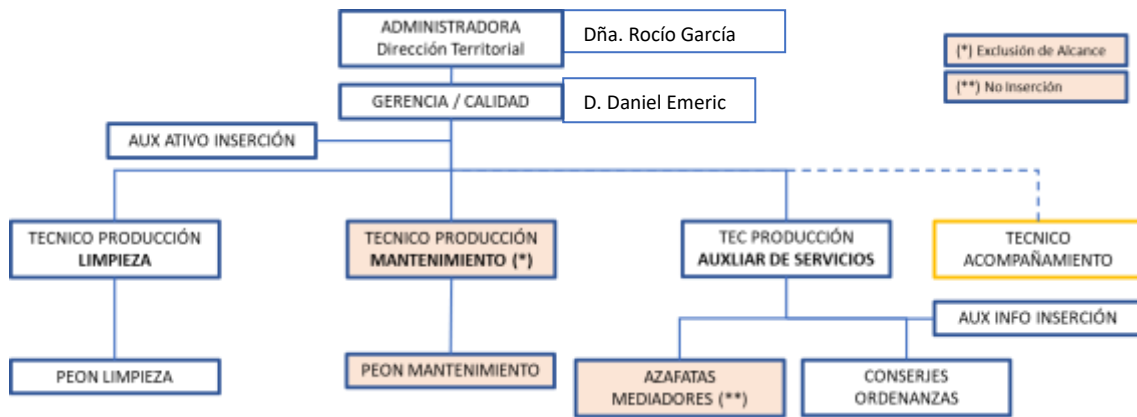 ADMINISTRADORA
Dirección Territorial
Dña. Rocío García
(*) Exclusión de Alcance
(**) No Inserción
GERENCIA / CALIDAD
D. Daniel Emeric
AUX ATIVO INSERCIÓN
TECNICO PRODUCCIÓN
LIMPIEZA
TECNICO PRODUCCIÓN
MANTENIMIENTO (*)
TEC PRODUCCIÓN
AUXLIAR DE SERVICIOS
TECNICO
ACOMPAÑAMIENTO
AUX INFO INSERCIÓN
PEON LIMPIEZA
PEON MANTENIMIENTO
AZAFATAS
MEDIADORES (**)
CONSERJES
ORDENANZAS